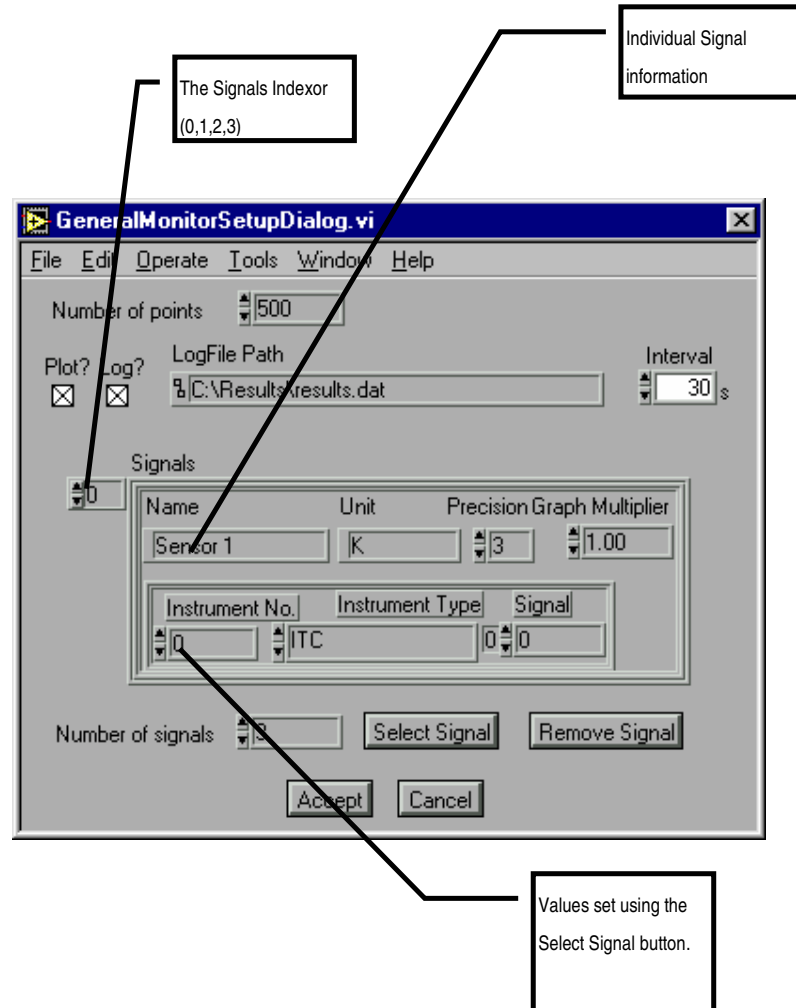 Individual Signal
information
The Signals Indexor
(0,1,2,3)
GeneralMonitorSetupDialog.vi
File Edit Operate Tools Window Help
Number of points 500
Plot? Log? LogFile Path Interval
C:\Results\results.dat 30 s
Signals
0
Name Unit Precision Graph Multiplier
Sensor 1 K 3 1.00
Instrument No. Instrument Type Signal
0 ITC 0 0
Number of signals Select Signal Remove Signal
Accept Cancel
Values set using the
Select Signal button.